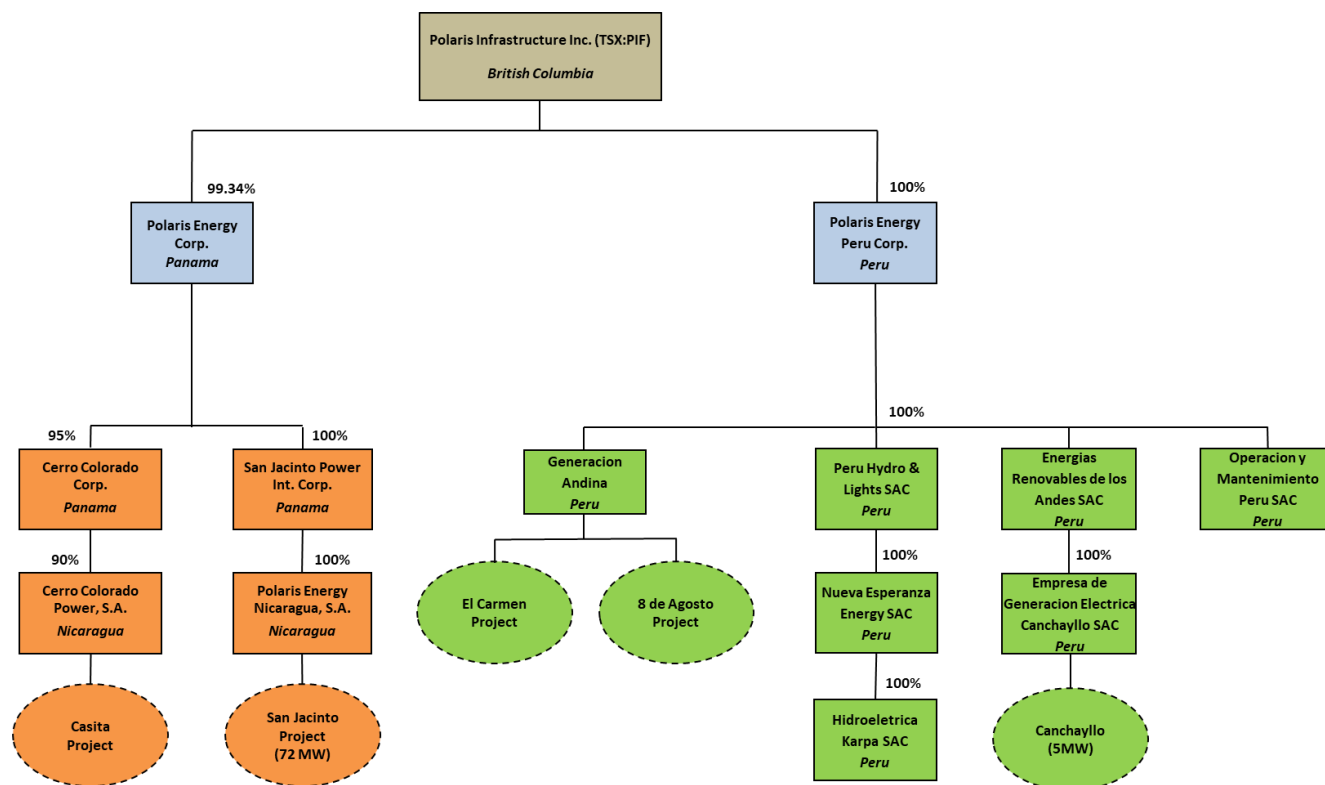 Polaris Infrastructure Inc. (TSX:PIF)
British Columbia
99.34%
100%
Polaris Energy
Corp.
Panama
Polaris Energy
Peru Corp.
Peru
100%
95%
100%
Cerro Colorado
Corp.
Panama
San Jacinto Power
Int. Corp.
Panama
Generacion
Andina
Peru
Peru Hydro &
Lights SAC
Peru
Energias
Renovables de los
Andes SAC
Peru
Operacion y
Mantenimiento
Peru SAC
Peru
90%
100%
100%
100%
Cerro Colorado
Power, S.A.
Nicaragua
Polaris Energy
Nicaragua, S.A.
Nicaragua
El Carmen
Project
8 de Agosto
Project
Nueva Esperanza
Energy SAC
Peru
Empresa de
Generacion Electrica
Canchayllo SAC
Peru
100%
Casita
Project
San Jacinto
Project
(72 MW)
Hidroeletrica
Karpa SAC
Peru
Canchayllo
(5MW)